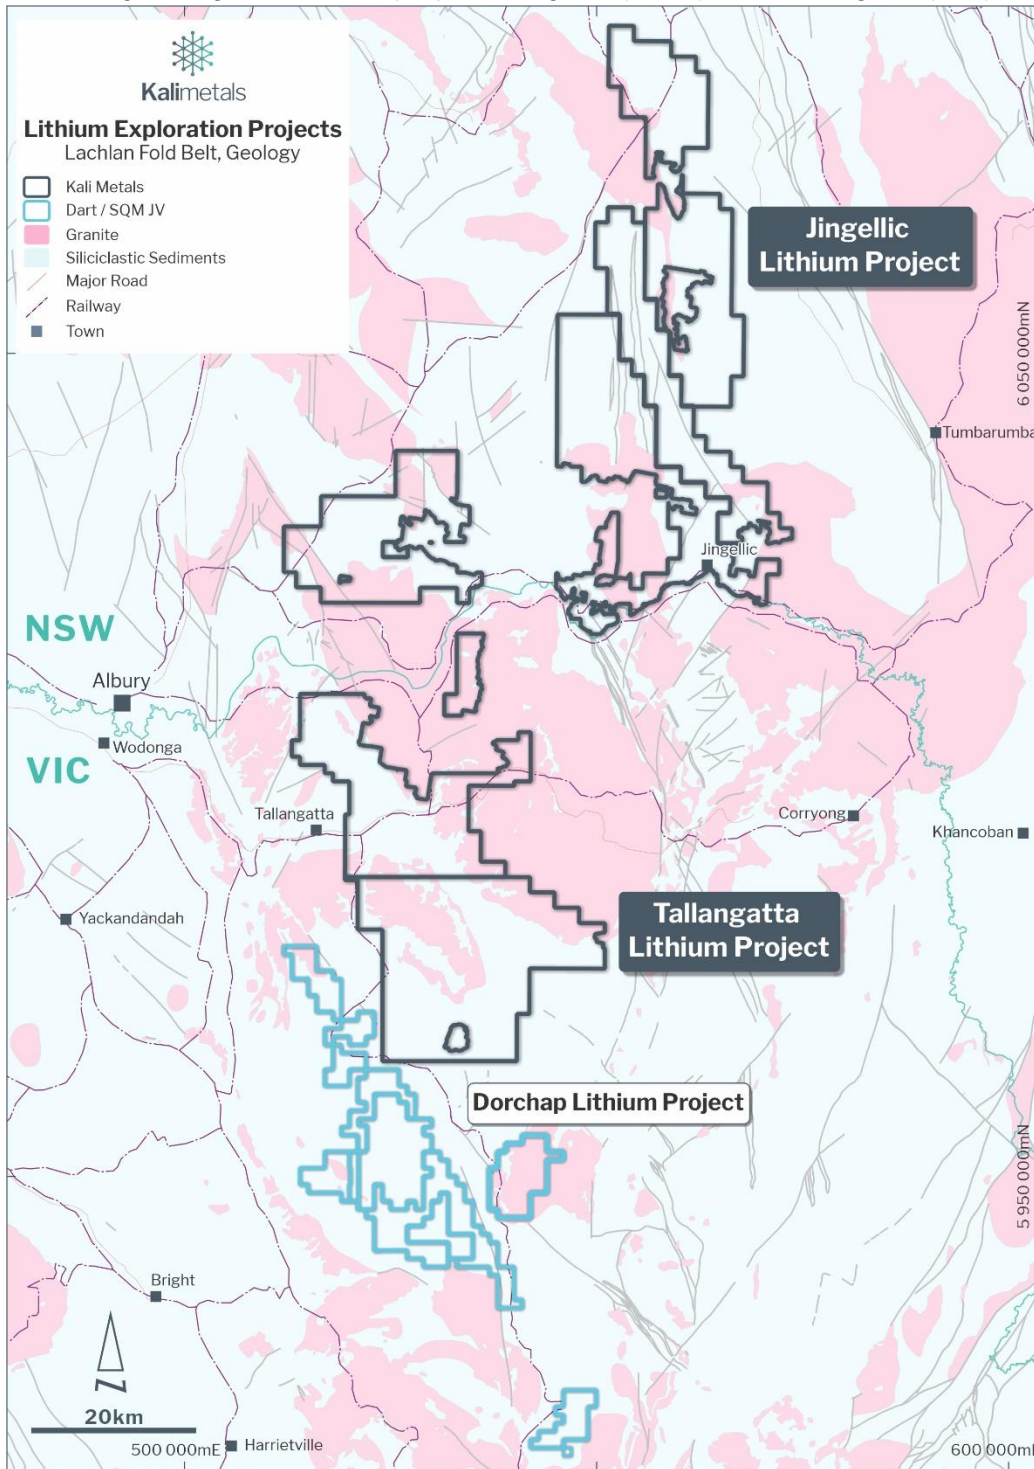 Kalimetals
Lithium Exploration Projects
Lachlan Fold Belt, Geology
Kali Metals
Dart / SQM JV
Granite
Siliciclastic Sediments
Major Road
Railway
Town
Jingellic
Lithium Project
6 050 000mN
Tumbarumba
Jingellic
NSW
Albury
Wodonga
VIC
Tallangatta
Corryong
Khancoban
Yackandandah
Tallangatta
Lithium Project
Dorchap Lithium Project
5 950 000mN
Bright
N
20km
500 000mE
Harrietville
600 000mE